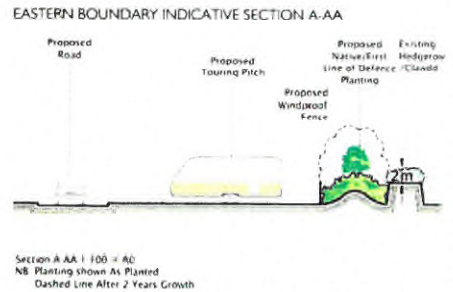 EASTERN BOUNDARY INDICATIVE SECTION A-AA
Proposed
Road
Proposed
Touring Pitch
Proposed
Windproof
Fence
Proposed
Native/First
Line of Defence
Planting
Existing
Hedgerow
/Clawdd
2m
Section A-AA 1:100 @ A0
NB Planting shown As Planted
Dashed Line After 2 Years Growth